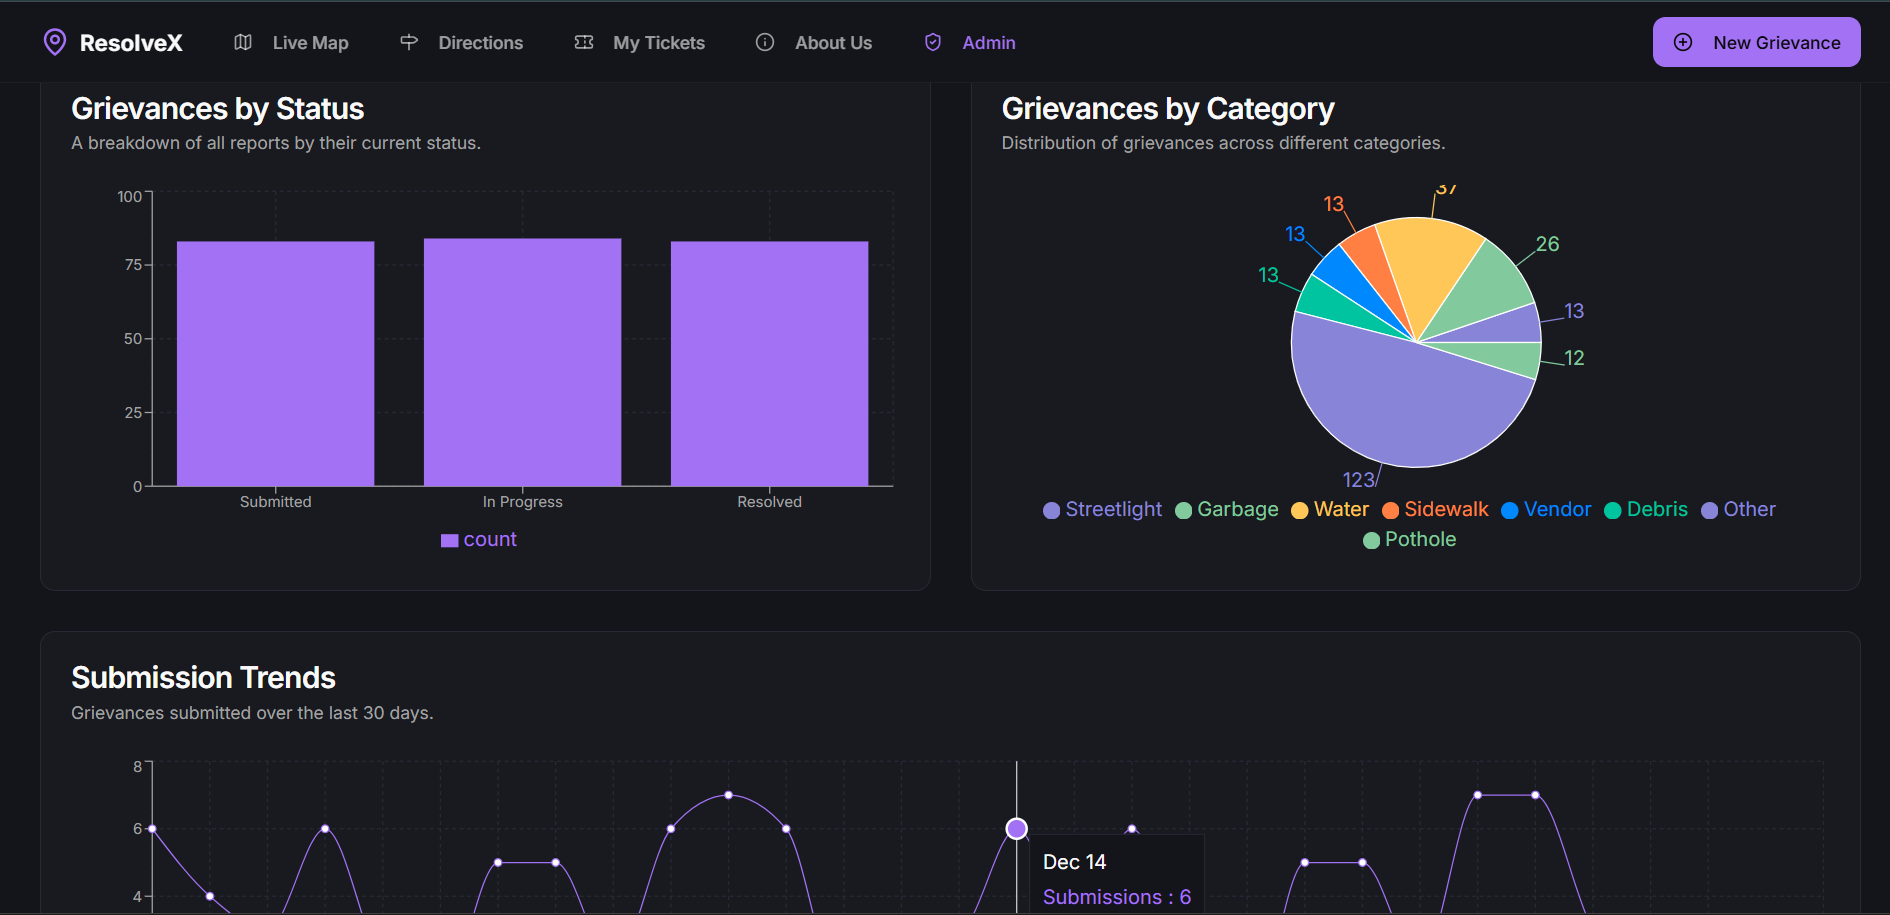 ResolveX
Live Map
Directions
My Tickets
About Us
Admin
New Grievance
Grievances by Status
A breakdown of all reports by their current status.
100
75
50
25
0
Submitted
In Progress
Resolved
count
Grievances by Category
Distribution of grievances across different categories.
37
13
13
13
26
13
12
123
Streetlight Garbage Water Sidewalk Vendor Debris Other
Pothole
Submission Trends
Grievances submitted over the last 30 days.
8
6
4
Dec 14
Submissions : 6